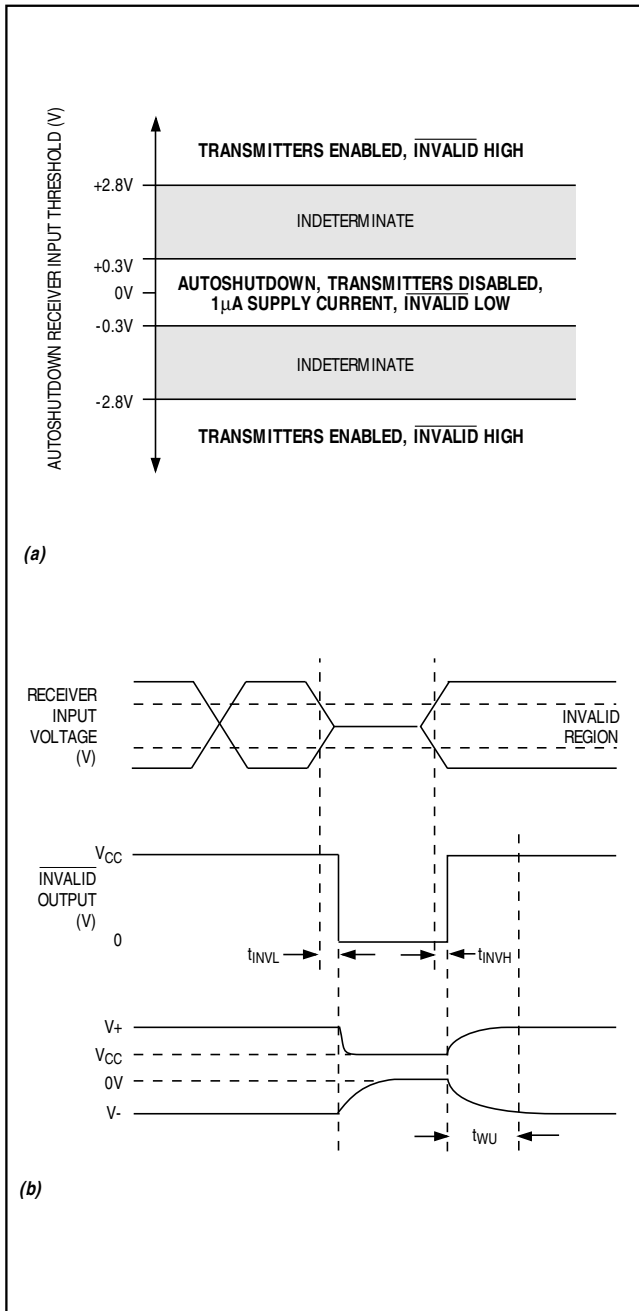 AUTOSHUTDOWN RECEIVER INPUT THRESHOLD (V)
TRANSMITTERS ENABLED, INVALID HIGH
+2.8V
INDETERMINATE
+0.3V
AUTOSHUTDOWN, TRANSMITTERS DISABLED,
0V
1µA SUPPLY CURRENT, INVALID LOW
-0.3V
INDETERMINATE
-2.8V
TRANSMITTERS ENABLED, INVALID HIGH
(a)
RECEIVER
INPUT
VOLTAGE
(V)
INVALID
REGION
VCC
INVALID
OUTPUT
(V)
0
tINVL
tINVH
V+
VCC
0V
V-
tWU
(b)